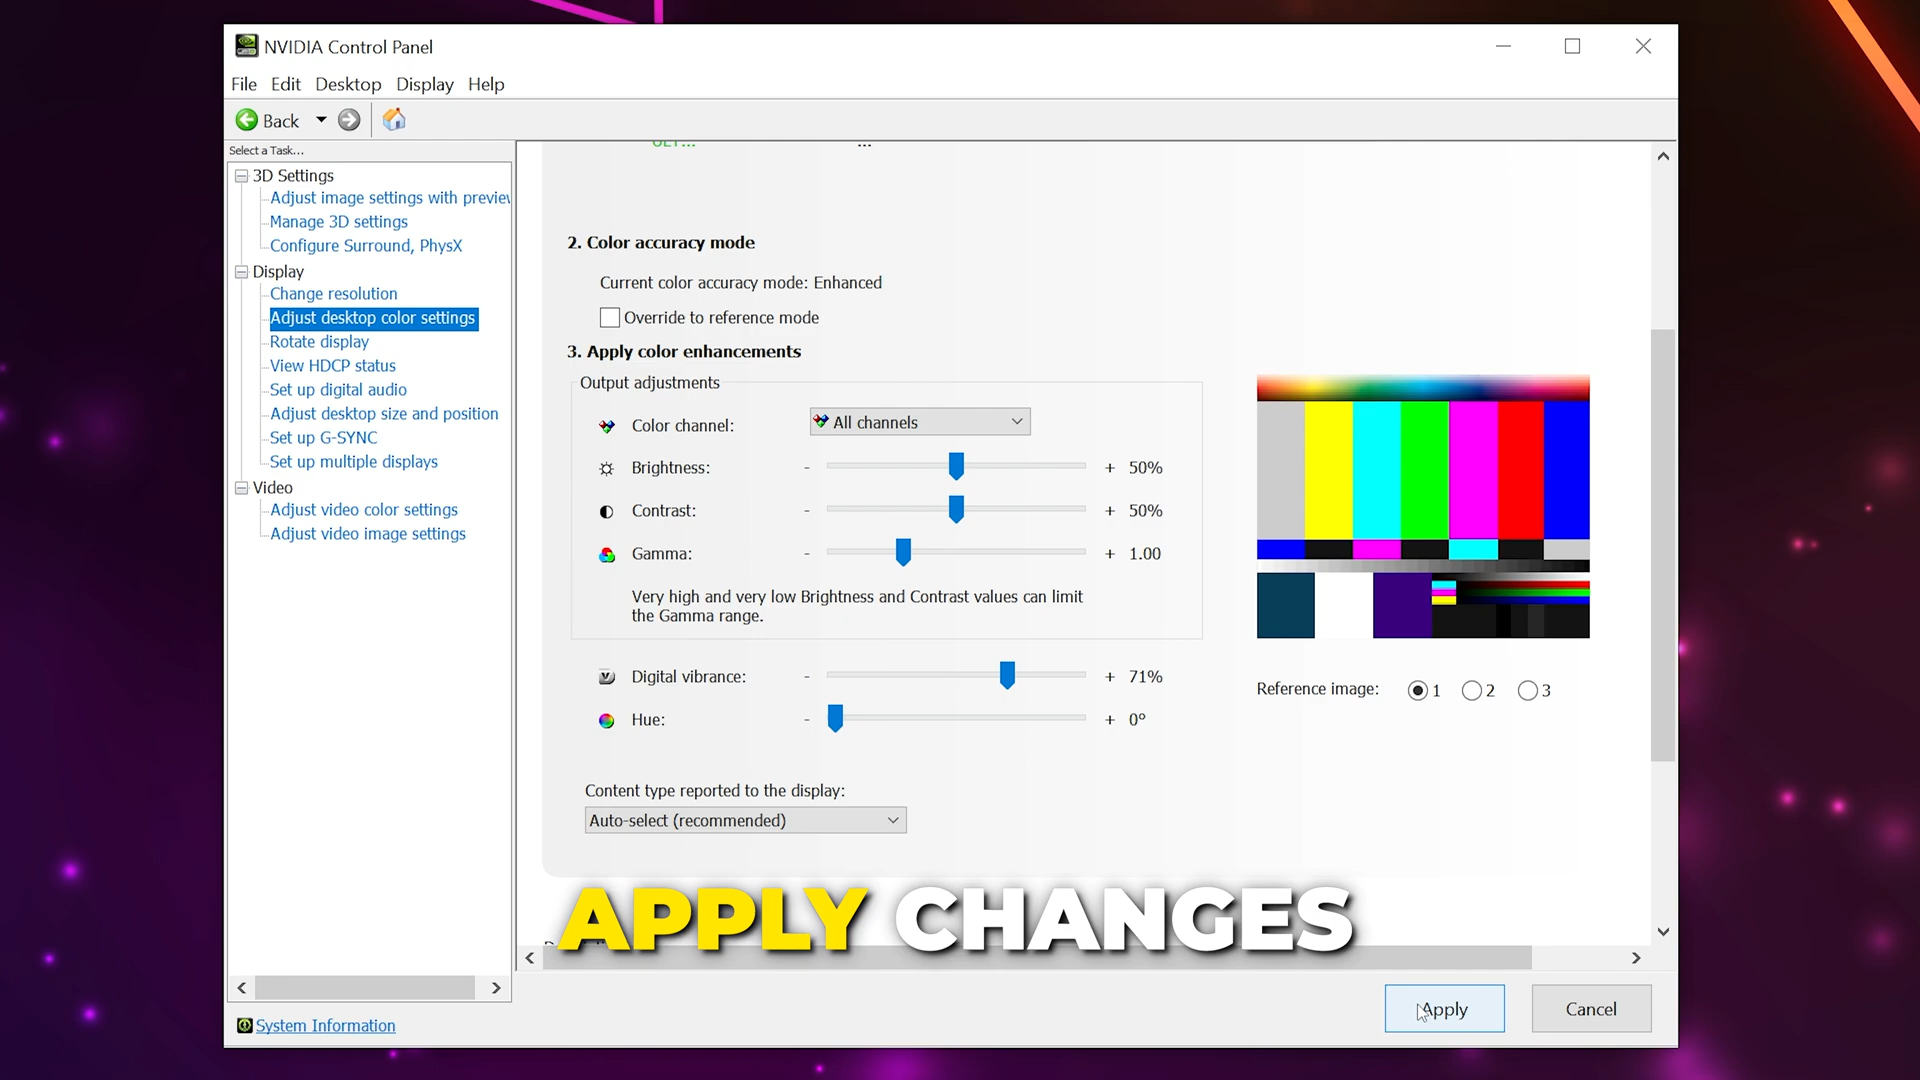 NVIDIA Control Panel
File Edit Desktop Display Help
Back
Select a Task...
3D Settings
Adjust image settings with preview
Manage 3D settings
Configure Surround, PhysX
Display
Change resolution
Adjust desktop color settings
Rotate display
View HDCP status
Set up digital audio
Adjust desktop size and position
Set up G-SYNC
Set up multiple displays
Video
Adjust video color settings
Adjust video image settings
System Information
...
2. Color accuracy mode
Current color accuracy mode: Enhanced
Override to reference mode
3. Apply color enhancements
Output adjustments
Color channel: All channels
Brightness: - + 50%
Contrast: - + 50%
Gamma: - + 1.00
Very high and very low Brightness and Contrast values can limit
the Gamma range.
Digital vibrance: - + 71%
Hue: - + 0°
Reference image: 1 2 3
Content type reported to the display:
Auto-select (recommended)
APPLY CHANGES
Apply Cancel